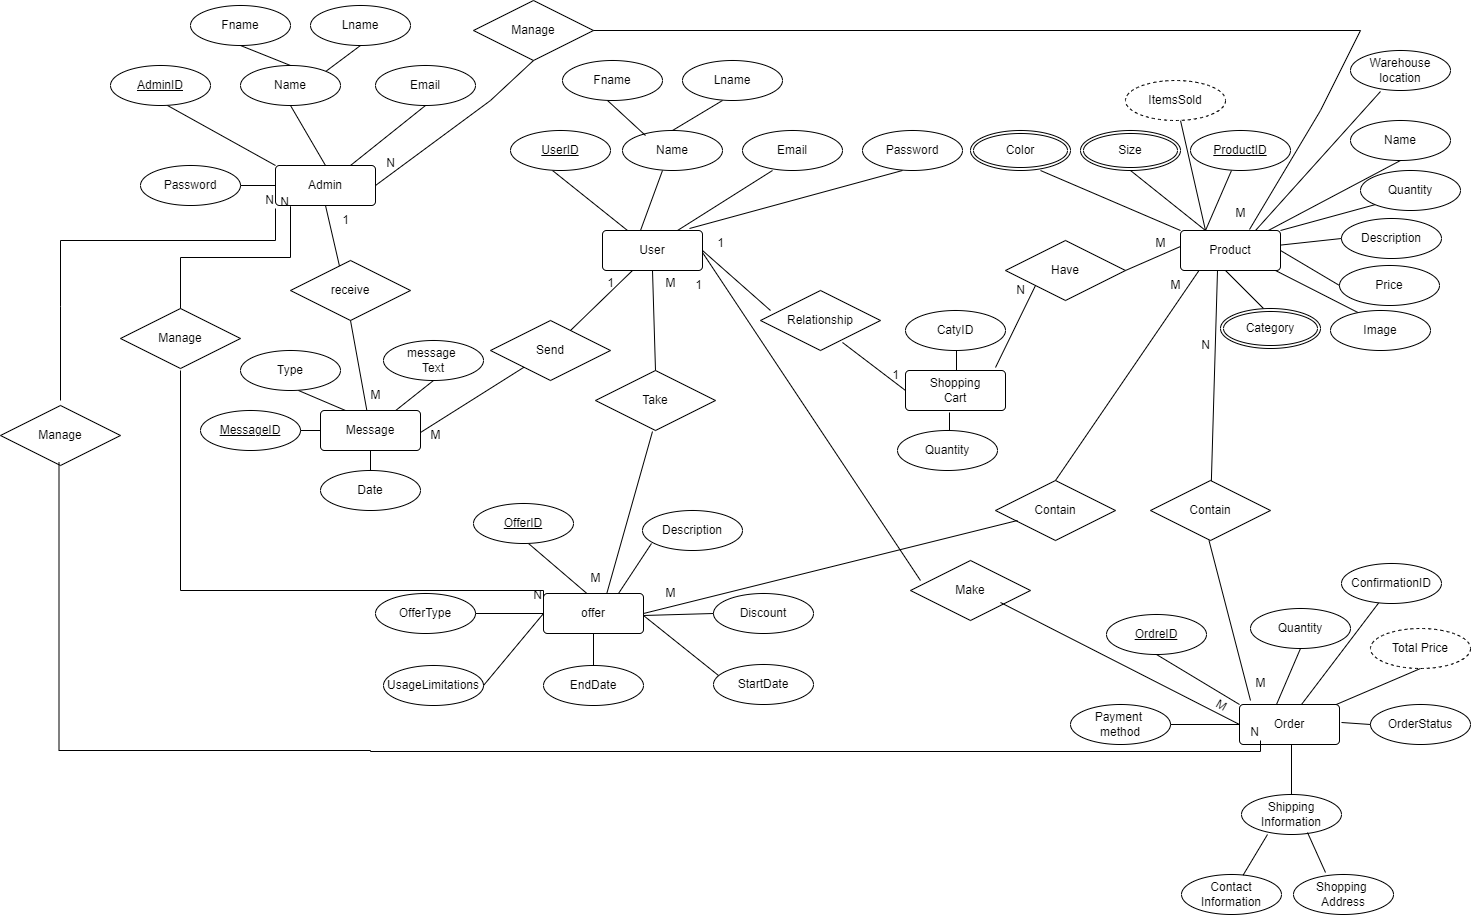 Manage
Fname
Lname
AdminID
Name
Email
Fname
Lname
Warehouse
location
ItemsSold
UserID
Name
Email
Password
Color
Size
ProductID
Name
N
Password
Admin
Quantity
N
N
1
M
User
1
M
Product
Description
Have
receive
1
M
1
N
M
Price
Relationship
CatyID
Category
Image
Manage
Send
N
Type
message
Text
1
Shopping
Cart
M
Take
MessageID
Message
M
Manage
Quantity
Date
OfferID
Description
Contain
Contain
M
N
M
Make
ConfirmationID
OfferType
offer
Discount
OrdreID
Quantity
Total Price
UsageLimitations
EndDate
StartDate
M
M
Payment
method
N
Order
OrderStatus
Shipping
Information
Contact
Information
Shopping
Address